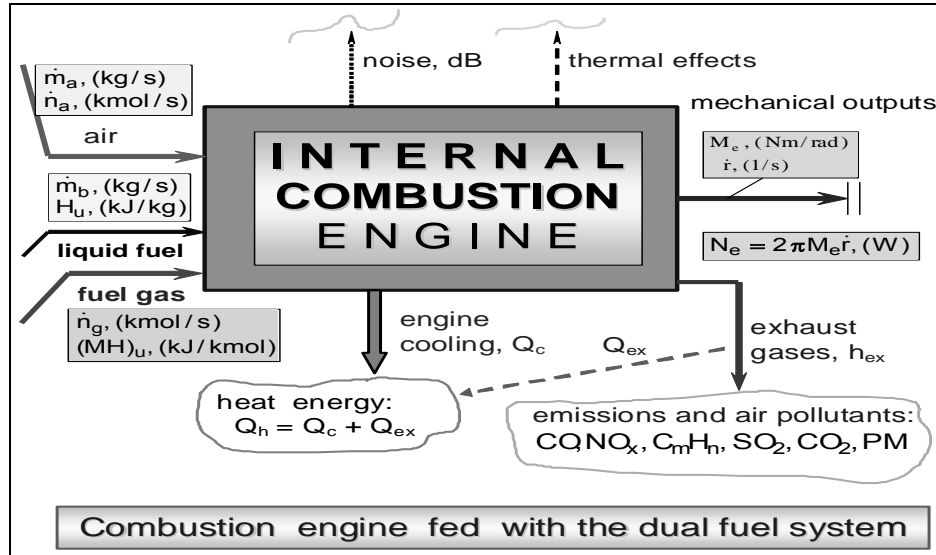 noise, dB
thermal effects
ṁa, (kg/s)
ṅa, (kmol/s)
air
mechanical outputs
Me, (Nm/rad)
ṙ, (1/s)
INTERNAL
COMBUSTION
ENGINE
ṁb, (kg/s)
Hu, (kJ/kg)
liquid fuel
Ne = 2πMeṙ, (W)
fuel gas
ṅg, (kmol/s)
(MH)u, (kJ/kmol)
engine
cooling, Qc
Qex
exhaust
gases, hex
heat energy:
Qh = Qc + Qex
emissions and air pollutants:
CO,NOx, CmHn, SO2, CO2, PM
Combustion engine fed with the dual fuel system